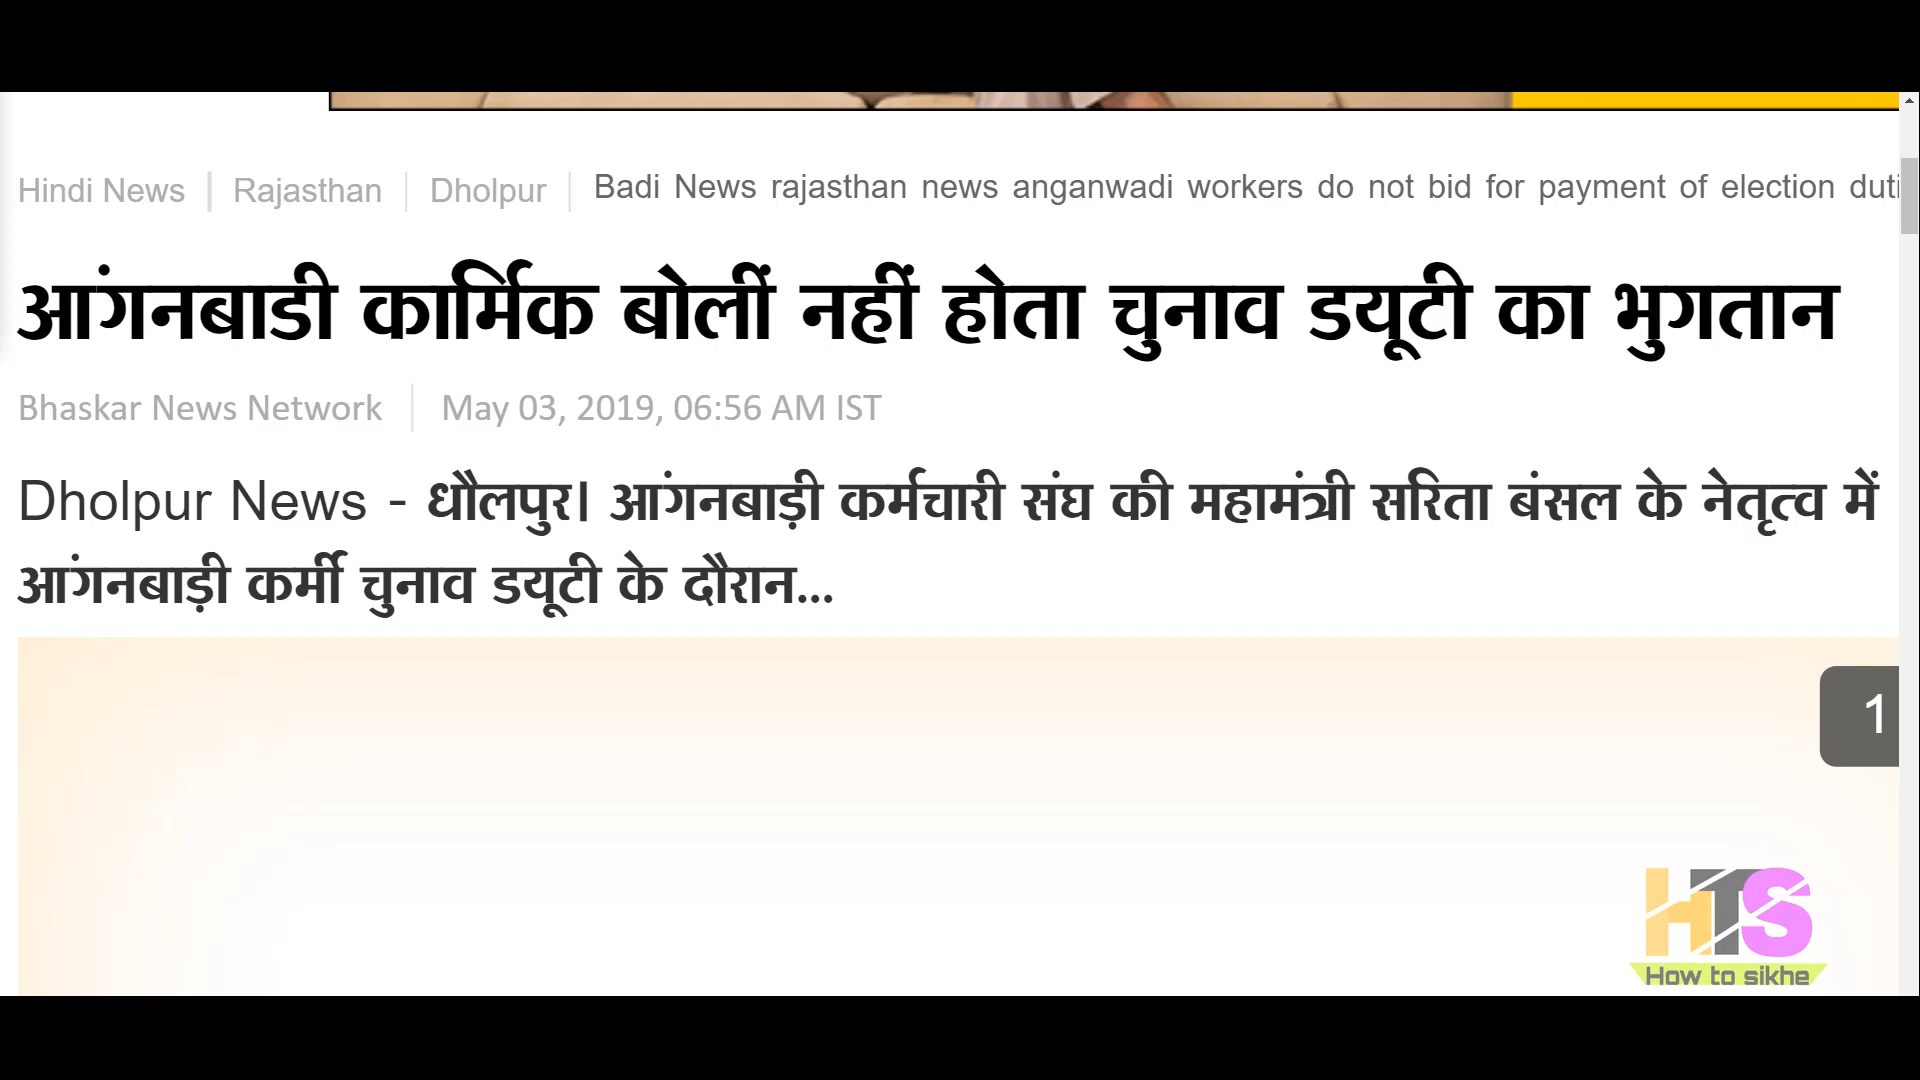 Hindi News | Rajasthan | Dholpur | Badi News rajasthan news anganwadi workers do not bid for payment of election duti
आंगनबाडी कार्मिक बोलीं नहीं होता चुनाव डयूटी का भुगतान
Bhaskar News Network | May 03, 2019, 06:56 AM IST
Dholpur News - धौलपुर। आंगनबाड़ी कर्मचारी संघ की महामंत्री सरिता बंसल के नेतृत्व में
आंगनबाड़ी कर्मी चुनाव डयूटी के दौरान...
1
HTS
How to sikhe